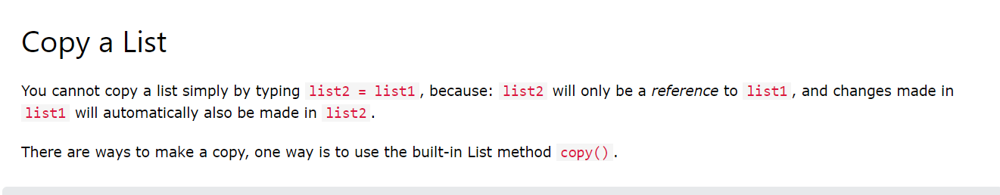 Copy a List
You cannot copy a list simply by typing list2 = list1, because: list2 will only be a reference to list1, and changes made in
list1 will automatically also be made in list2.
There are ways to make a copy, one way is to use the built-in List method copy().